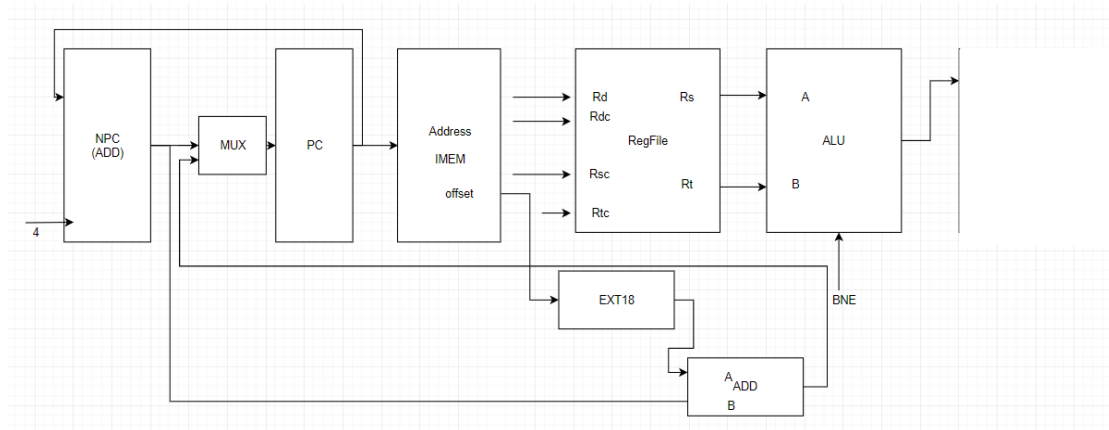 NPC
(ADD)
4
MUX
PC
Address
IMEM
offset
Rd
Rdc
Rsc
Rtc
RegFile
Rs
Rt
A
ALU
B
BNE
EXT18
A
ADD
B